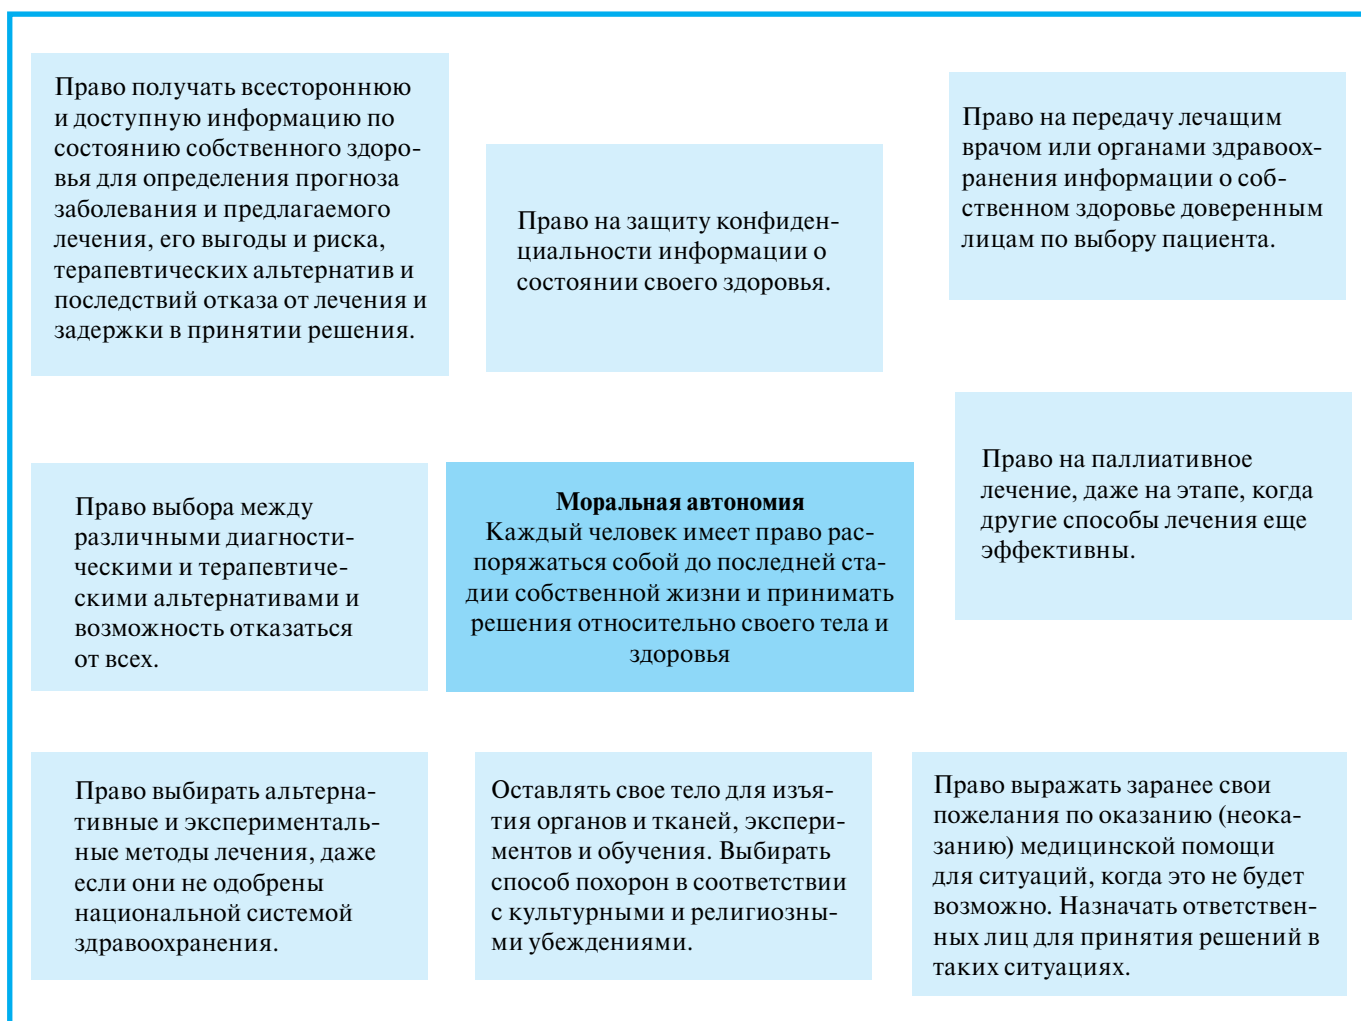 Право получать всестороннюю
и доступную информацию по
состоянию собственного здоро-
вья для определения прогноза
заболевания и предлагаемого
лечения, его выгоды и риска,
терапевтических альтернатив и
последствий отказа от лечения и
задержки в принятии решения.
Право на защиту конфиден-
циальности информации о
состоянии своего здоровья.
Право на передачу лечащим
врачом или органами здравоох-
ранения информации о соб-
ственном здоровье доверенным
лицам по выбору пациента.
Право выбора между
различными диагности-
ческими и терапевтиче-
скими альтернативами и
возможность отказаться
от всех.
Моральная автономия
Каждый человек имеет право рас-
поряжаться собой до последней ста-
дии собственной жизни и принимать
решения относительно своего тела и
здоровья
Право на паллиативное
лечение, даже на этапе, когда
другие способы лечения еще
эффективны.
Право выбирать альтерна-
тивные и эксперименталь-
ные методы лечения, даже
если они не одобрены
национальной системой
здравоохранения.
Оставлять свое тело для изъя-
тия органов и тканей, экспери-
ментов и обучения. Выбирать
способ похорон в соответствии
с культурными и религиозны-
ми убеждениями.
Право выражать заранее свои
пожелания по оказанию (неока-
занию) медицинской помощи
для ситуаций, когда это не будет
возможно. Назначать ответствен-
ных лиц для принятия решений в
таких ситуациях.